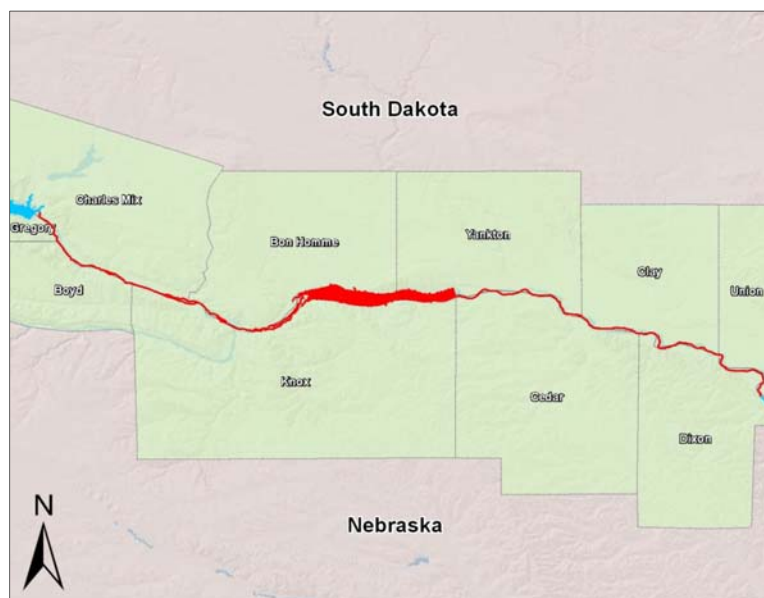 South Dakota
Charles Mix
Gregory
Bon Homme
Yankton
Clay
Union
Boyd
Knox
Cedar
Dixon
N
Nebraska